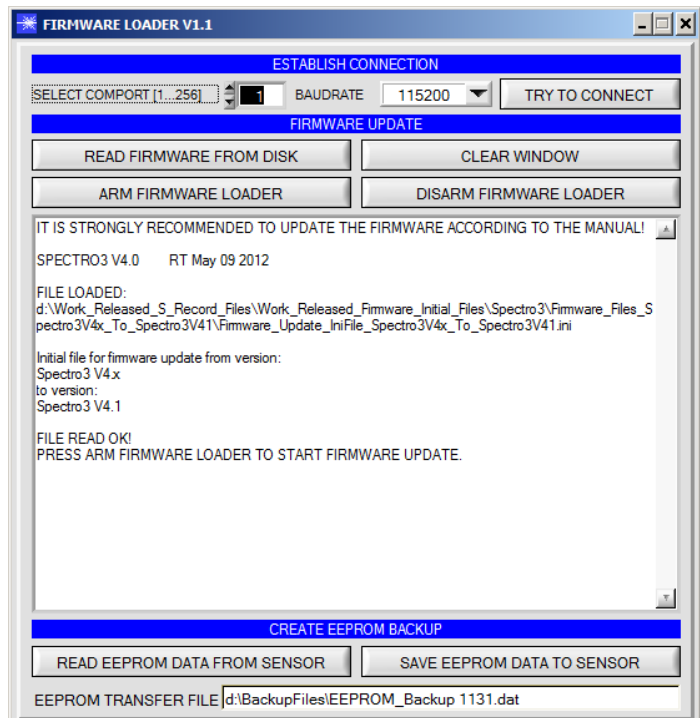 FIRMWARE LOADER V1.1
ESTABLISH CONNECTION
SELECT COMPORT [1...256] 1 BAUDRATE 115200 TRY TO CONNECT
FIRMWARE UPDATE
READ FIRMWARE FROM DISK CLEAR WINDOW
ARM FIRMWARE LOADER DISARM FIRMWARE LOADER
IT IS STRONGLY RECOMMENDED TO UPDATE THE FIRMWARE ACCORDING TO THE MANUAL!
SPECTRO3 V4.0 RT May 09 2012
FILE LOADED:
d:\Work_Released_S_Record_Files\Work_Released_Firmware_Initial_Files\Spectro3\Firmware_Files_S
pectro3V4x_To_Spectro3V41\Firmware_Update_IniFile_Spectro3V4x_To_Spectro3V41.ini
Initial file for firmware update from version:
Spectro3 V4.x
to version:
Spectro3 V4.1
FILE READ OK!
PRESS ARM FIRMWARE LOADER TO START FIRMWARE UPDATE.
CREATE EEPROM BACKUP
READ EEPROM DATA FROM SENSOR SAVE EEPROM DATA TO SENSOR
EEPROM TRANSFER FILE d:\BackupFiles\EEPROM_Backup 1131.dat